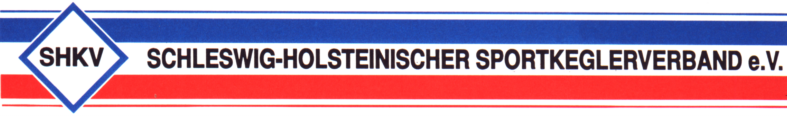 SHKV SCHLESWIG-HOLSTEINISCHER SPORTKEGLERVERBAND e.V.